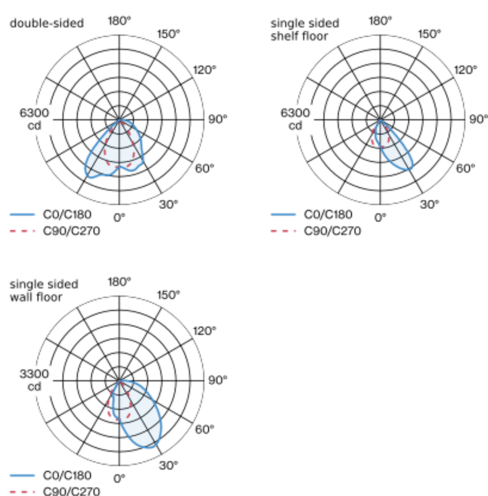 double-sided
180°
150°
120°
6300
cd
90°
60°
30°
0°
C0/C180
C90/C270
single sided
shelf floor
180°
150°
120°
6300
cd
90°
60°
30°
0°
C0/C180
C90/C270
single sided
wall floor
180°
150°
120°
3300
cd
90°
60°
30°
0°
C0/C180
C90/C270